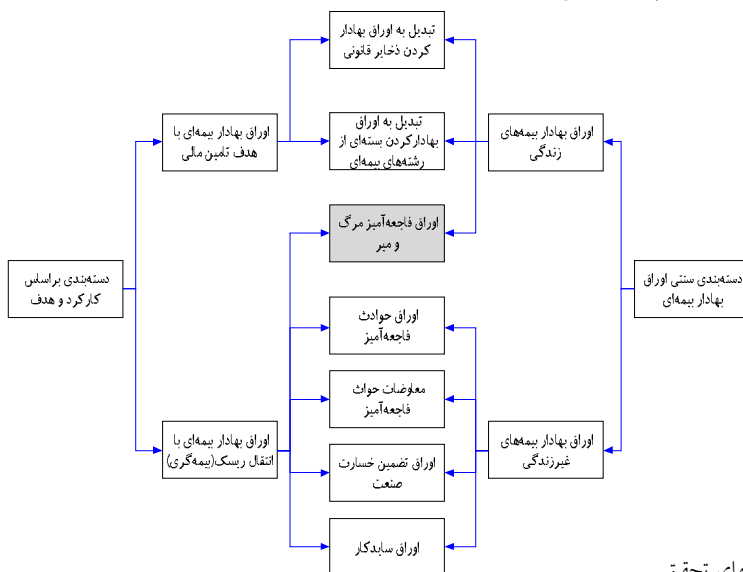 تبدیل به اوراق بهادار
کردن ذخایر قانونی
اوراق بهادار بیمه‌های
زندگی
تبدیل به اوراق
بهادارکردن بسته‌ای از
رشته‌های بیمه‌ای
اوراق بهادار بیمه‌ای با
هدف تامین مالی
اوراق فاجعه‌آمیز مرگ
و میر
دسته‌بندی سنتی اوراق
بهادار بیمه‌ای
دسته‌بندی براساس
کارکرد و هدف
اوراق حوادث
فاجعه‌آمیز
معاوضات حواث
فاجعه‌آمیز
اوراق بهادار بیمه‌های
غیرزندگی
اوراق تضمین خسارت
صنعت
اوراق بهادار بیمه‌ای با
انتقال ریسک(بیمه‌گری)
اوراق سایدکار